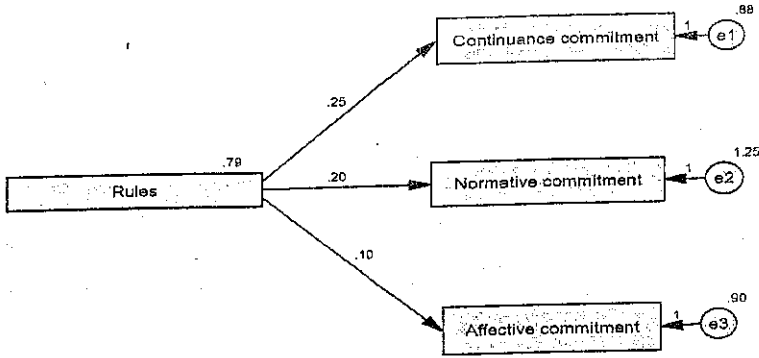 .88
Continuance commitment
1
e1
.25
.79
1.25
Rules
.20
Normative commitment
1
e2
.10
.90
Affective commitment
1
e3